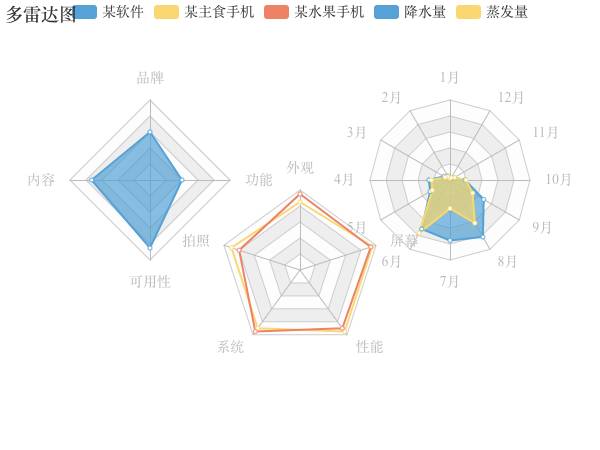 多雷达图 某软件 某主食手机 某水果手机 降水量 蒸发量
品牌
内容
可用性
功能
外观
拍照
系统
性能
屏幕
1月
2月
3月
4月
5月
6月
7月
8月
9月
10月
11月
12月